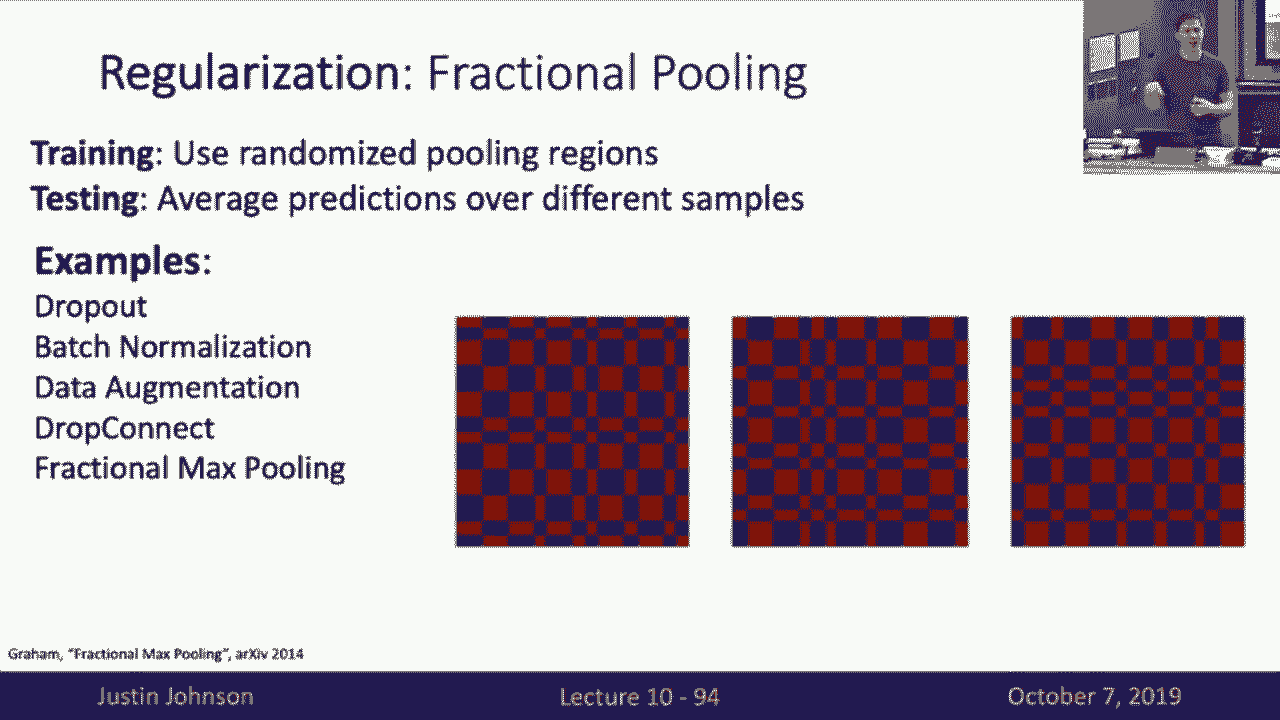 Regularization: Fractional Pooling
Training: Use randomized pooling regions
Testing: Average predictions over different samples
Examples:
Dropout
Batch Normalization
Data Augmentation
DropConnect
Fractional Max Pooling
Graham, "Fractional Max Pooling", arXiv 2014
Justin Johnson
Lecture 10 - 94
October 7, 2019